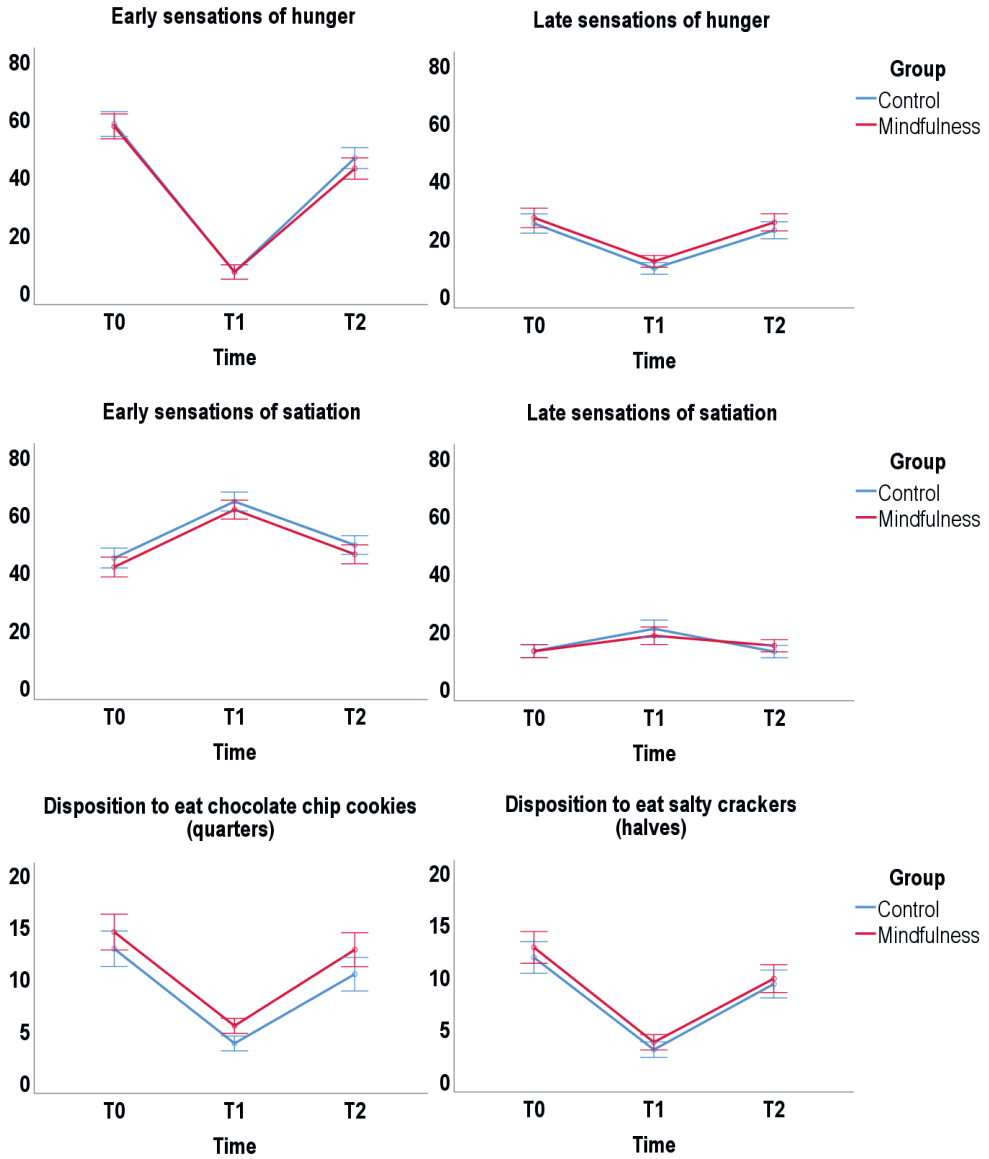 Early sensations of hunger
80
60
40
20
0
T0 T1 T2
Time
Late sensations of hunger
80
60
40
20
0
T0 T1 T2
Time
Group
Control
Mindfulness
Early sensations of satiation
80
60
40
20
0
T0 T1 T2
Time
Late sensations of satiation
80
60
40
20
0
T0 T1 T2
Time
Group
Control
Mindfulness
Disposition to eat chocolate chip cookies
(quarters)
20
15
10
5
0
T0 T1 T2
Time
Disposition to eat salty crackers
(halves)
20
15
10
5
0
T0 T1 T2
Time
Group
Control
Mindfulness